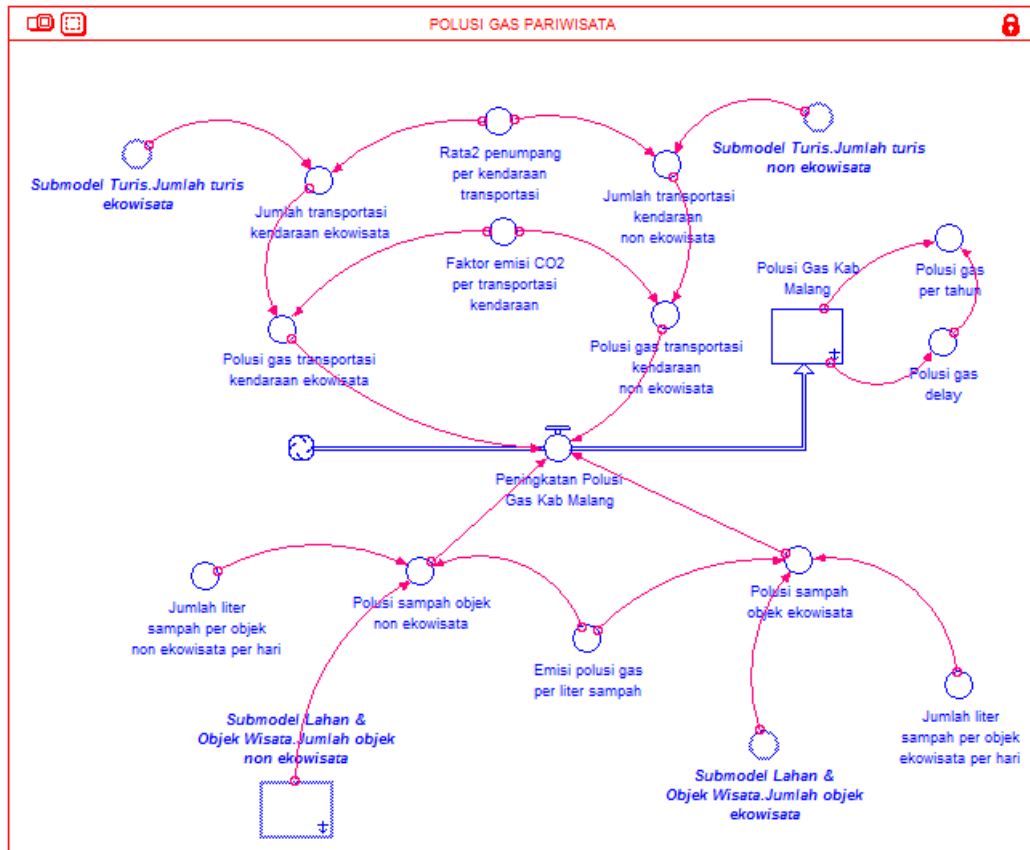 POLUSI GAS PARIWISATA
Submodel Turis.Jumlah turis
ekowisata
Rata2 penumpang
per kendaraan
transportasi
Submodel Turis.Jumlah turis
non ekowisata
Jumlah transportasi
kendaraan ekowisata
Jumlah transportasi
kendaraan
non ekowisata
Faktor emisi CO2
per transportasi
kendaraan
Polusi Gas Kab
Malang
Polusi gas
per tahun
Polusi gas transportasi
kendaraan ekowisata
Polusi gas transportasi
kendaraan
non ekowisata
Polusi gas
delay
Peningkatan Polusi
Gas Kab Malang
Jumlah liter
sampah per objek
non ekowisata per hari
Polusi sampah objek
non ekowisata
Polusi sampah
objek ekowisata
Emisi polusi gas
per liter sampah
Jumlah liter
sampah per objek
ekowisata per hari
Submodel Lahan &
Objek Wisata.Jumlah objek
non ekowisata
Submodel Lahan &
Objek Wisata.Jumlah objek
ekowisata